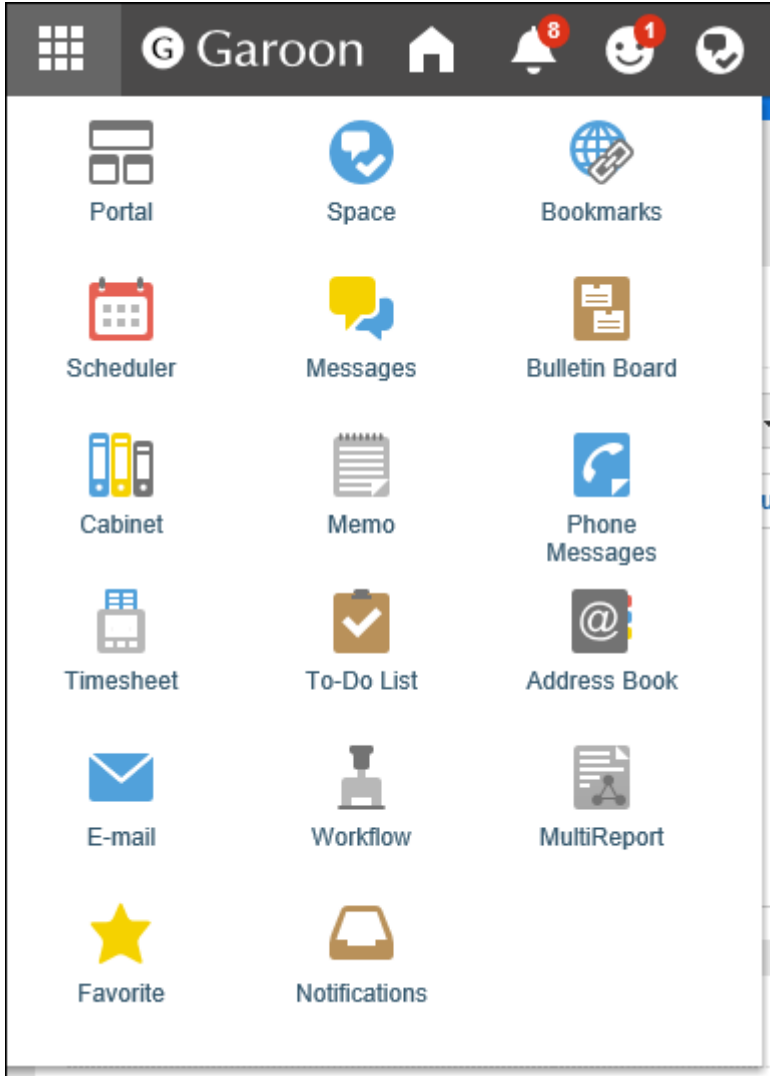 G Garoon 8 1
Portal Space Bookmarks
Scheduler Messages Bulletin Board
Cabinet Memo Phone
Messages
Timesheet To-Do List Address Book
E-mail Workflow MultiReport
Favorite Notifications